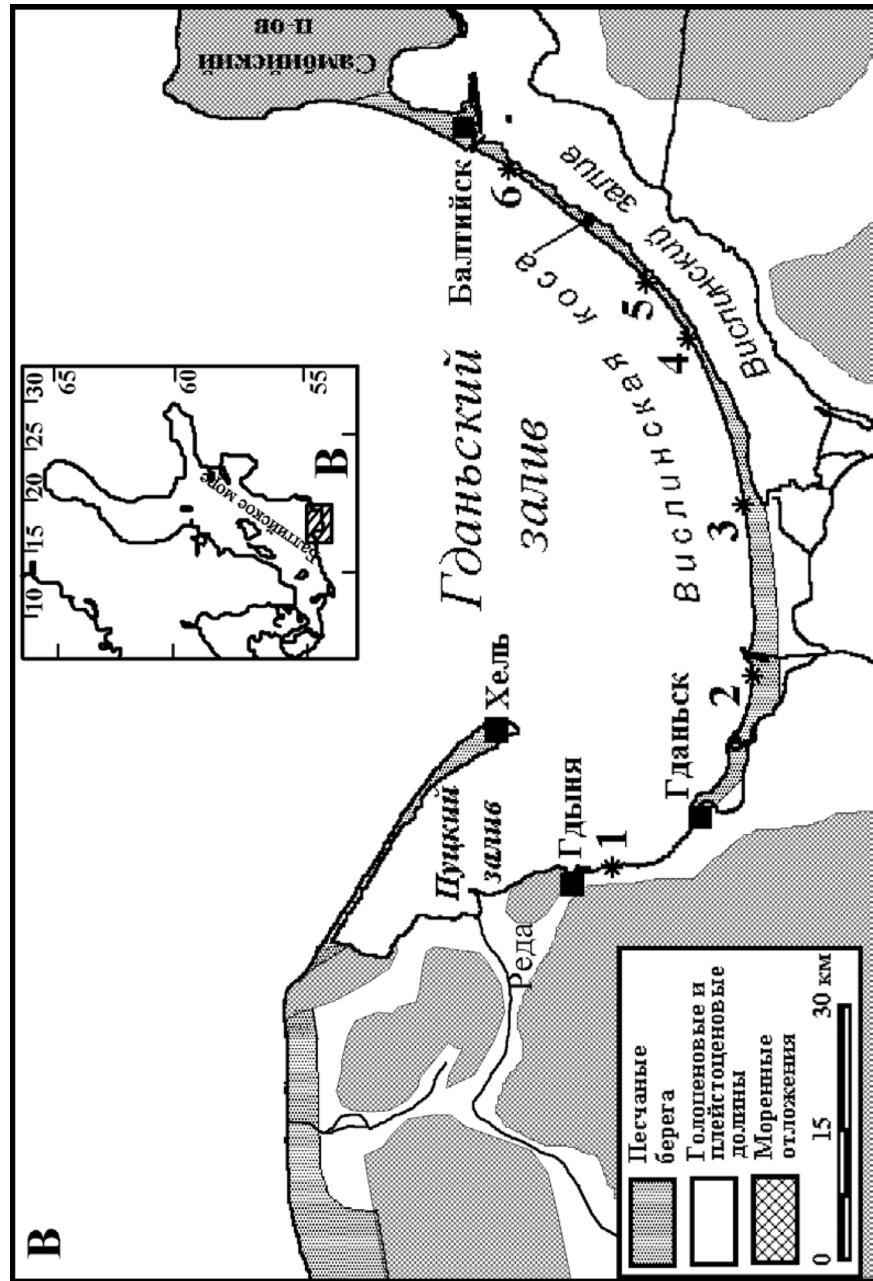 В
10
15
20
25
30
65
60
55
Балтийское море
В
Самбийский
п-ов
Балтийск
6
Гданьский
залив
Вислинская коса
Вислинский залив
5
4
3
2
1
Хель
Пуцкий
залив
Гдыня
Гданьск
Реда
Песчаные
берега
Голоценовые и
плейстоценовые
долины
Моренные
отложения
0
15
30 км